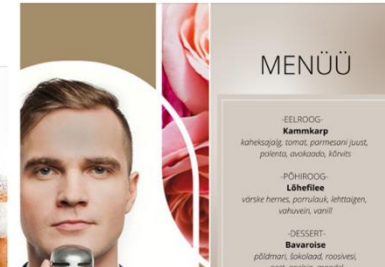 MENÜÜ
-EELROOG-
Kammkarp
kaheksajalg, tomat, parmesani juust,
polenta, avokaado, kõrvits
-PÕHIROOG-
Lõhefilee
värske hernes, porrulauk, lehttaigen,
vahuvein, vanill
-DESSERT-
Bavaroise
põldmari, šokolaad, roosivesi,